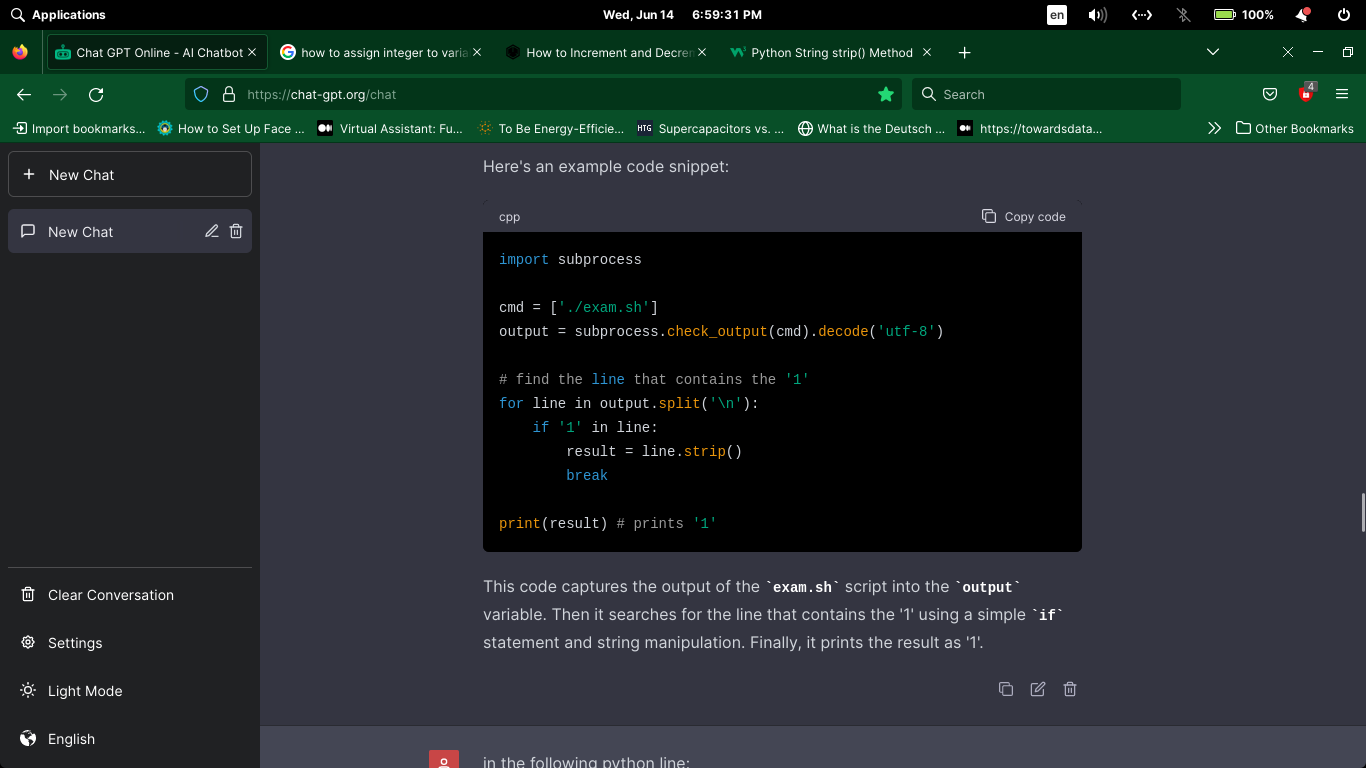 Applications
Wed, Jun 14 6:59:31 PM
en
100%
Chat GPT Online - AI Chatbot
how to assign integer to varia
How to Increment and Decren
Python String strip() Method
https://chat-gpt.org/chat
Search
4
Import bookmarks...
How to Set Up Face ...
Virtual Assistant: Fu...
To Be Energy-Efficie...
HTG Supercapacitors vs. ...
What is the Deutsch ...
https://towardsdata...
Other Bookmarks
New Chat
New Chat
Clear Conversation
Settings
Light Mode
English
Here's an example code snippet:
cpp
Copy code
import subprocess
cmd = ['./exam.sh']
output = subprocess.check_output(cmd).decode('utf-8')
# find the line that contains the '1'
for line in output.split('\n'):
    if '1' in line:
        result = line.strip()
        break
print(result) # prints '1'
This code captures the output of the `exam.sh` script into the `output`
variable. Then it searches for the line that contains the '1' using a simple `if`
statement and string manipulation. Finally, it prints the result as '1'.
in the following python line: